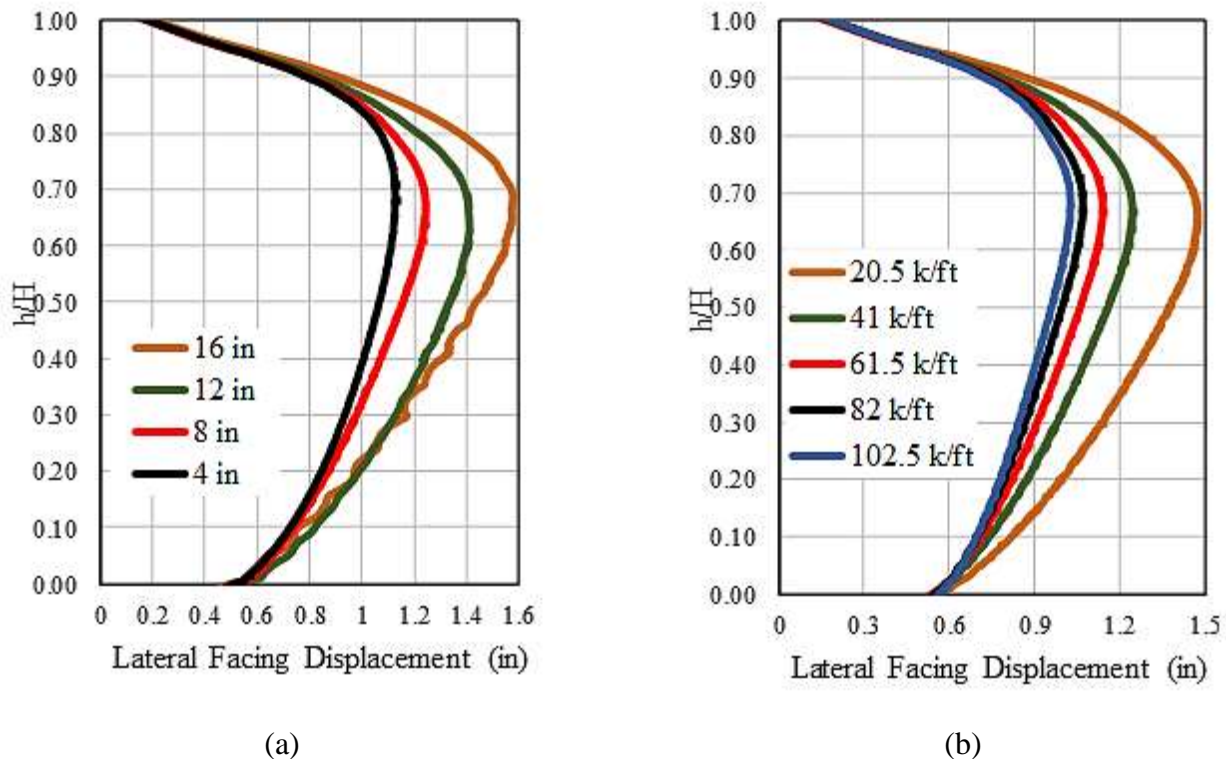 1.00
0.90
0.80
0.70
0.60
0.50
0.40
0.30
0.20
0.10
0.00
h/H
16 in
12 in
8 in
4 in
0 0.2 0.4 0.6 0.8 1 1.2 1.4 1.6
Lateral Facing Displacement (in)
(a)
1.00
0.90
0.80
0.70
0.60
0.50
0.40
0.30
0.20
0.10
0.00
h/H
20.5 k/ft
41 k/ft
61.5 k/ft
82 k/ft
102.5 k/ft
0 0.3 0.6 0.9 1.2 1.5
Lateral Facing Displacement (in)
(b)